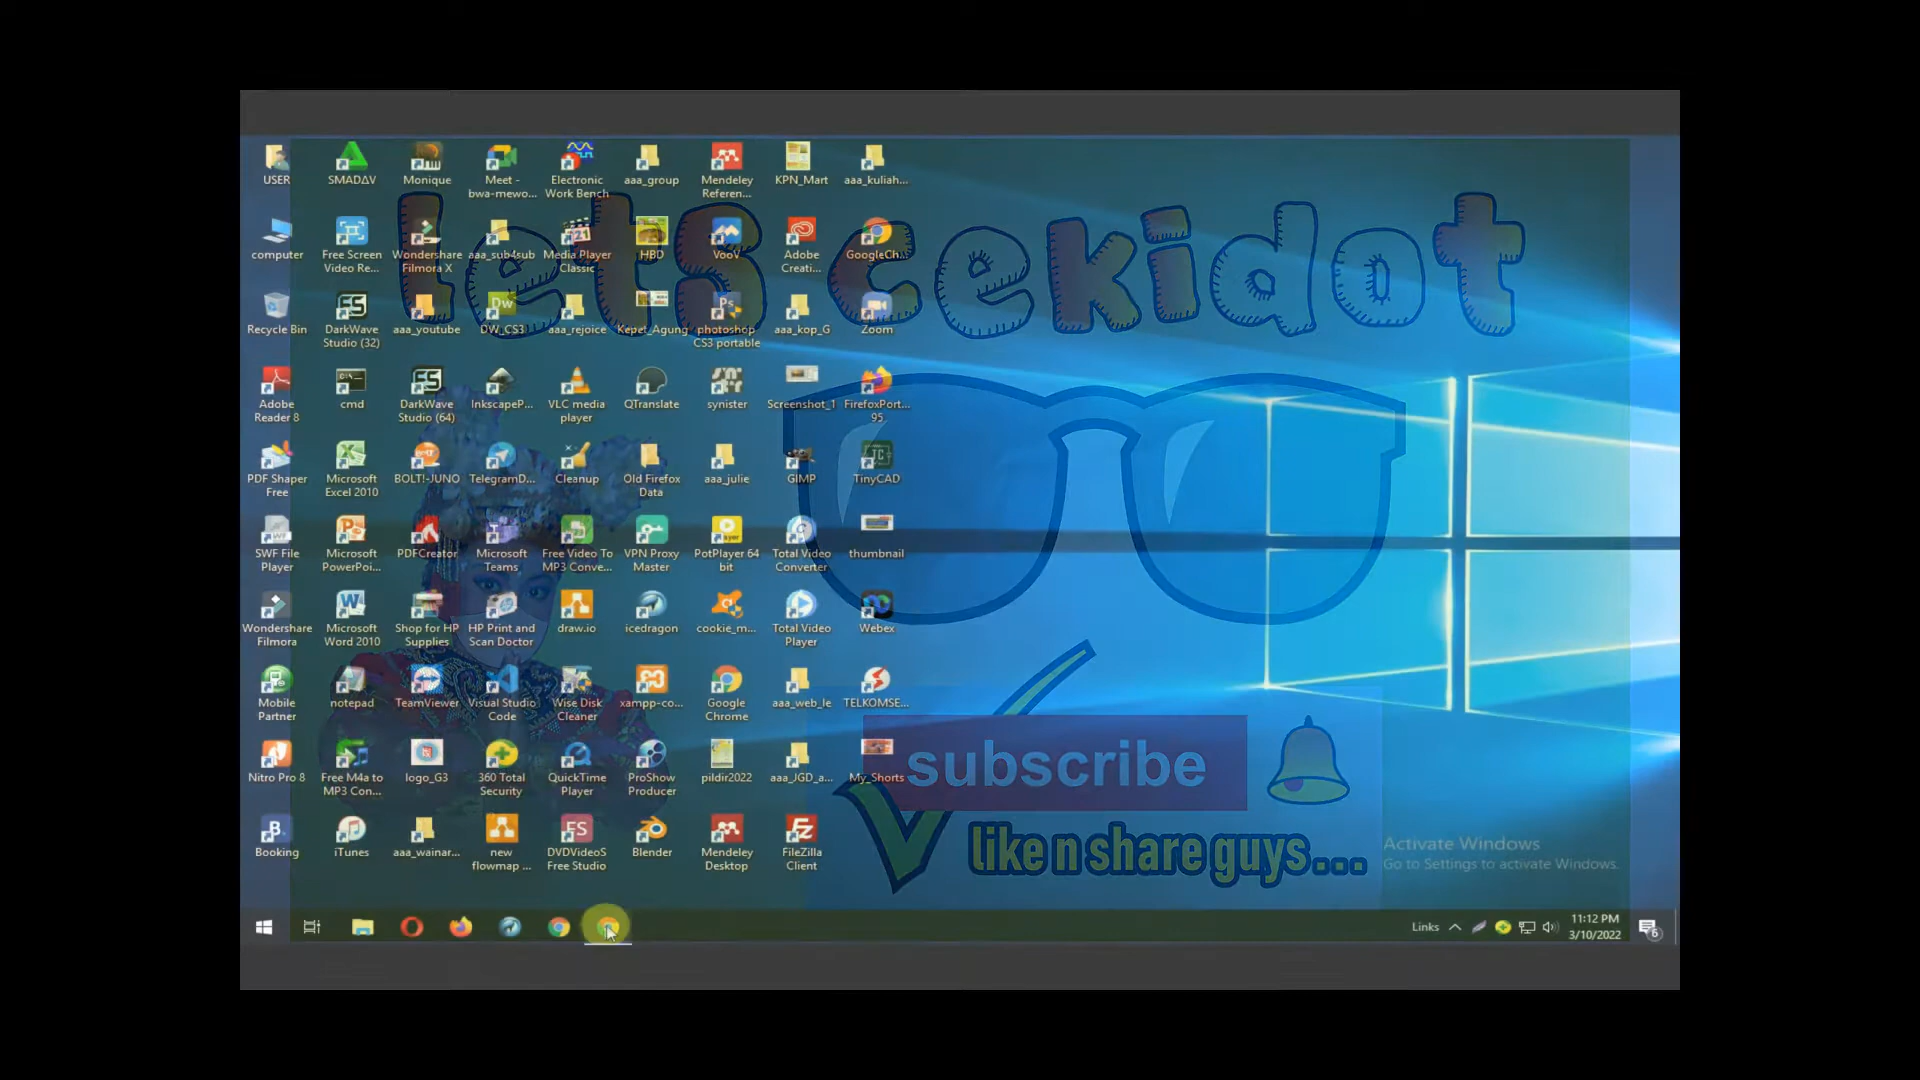 lets cekidot
USER
SMADΔV
Monique
Meet -
bwa-mewo...
Electronic
Work Bench
aaa_group
Mendeley
Referen...
KPN_Mart
aaa_kuliah...
computer
Free Screen
Video Re...
Wondershare
Filmora X
aaa_sub4sub
Media Player
Classic
HBD
VooV
Adobe
Creati...
GoogleCh...
Recycle Bin
DarkWave
Studio (32)
aaa_youtube
DW_CS3
aaa_rejoice
Kepet_Agung
photoshop
CS3 portable
aaa_kop_G
Zoom
Adobe
Reader 8
cmd
DarkWave
Studio (64)
InkscapeP...
VLC media
player
QTranslate
synister
Screenshot_1
FirefoxPort...
95
PDF Shaper
Free
Microsoft
Excel 2010
BOLT!-JUNO
TelegramD...
Cleanup
Old Firefox
Data
aaa_julie
GIMP
TinyCAD
SWF File
Player
Microsoft
PowerPoi...
PDFCreator
Microsoft
Teams
Free Video To
MP3 Conve...
VPN Proxy
Master
PotPlayer 64
bit
Total Video
Converter
thumbnail
Wondershare
Filmora
Microsoft
Word 2010
Shop for HP
Supplies
HP Print and
Scan Doctor
draw.io
icedragon
cookie_m...
Total Video
Player
Webex
Mobile
Partner
notepad
TeamViewer
Visual Studio
Code
Wise Disk
Cleaner
xampp-co...
Google
Chrome
aaa_web_le
TELKOMSE...
Nitro Pro 8
Free M4a to
MP3 Con...
logo_G3
360 Total
Security
QuickTime
Player
ProShow
Producer
pildir2022
aaa_JGD_a...
My_Shorts
Booking
iTunes
aaa_wainar...
new
flowmap ...
DVDVideoS
Free Studio
Blender
Mendeley
Desktop
FileZilla
Client
subscribe
like n share guys...
Activate Windows
Go to Settings to activate Windows.
Links
11:12 PM
3/10/2022
6